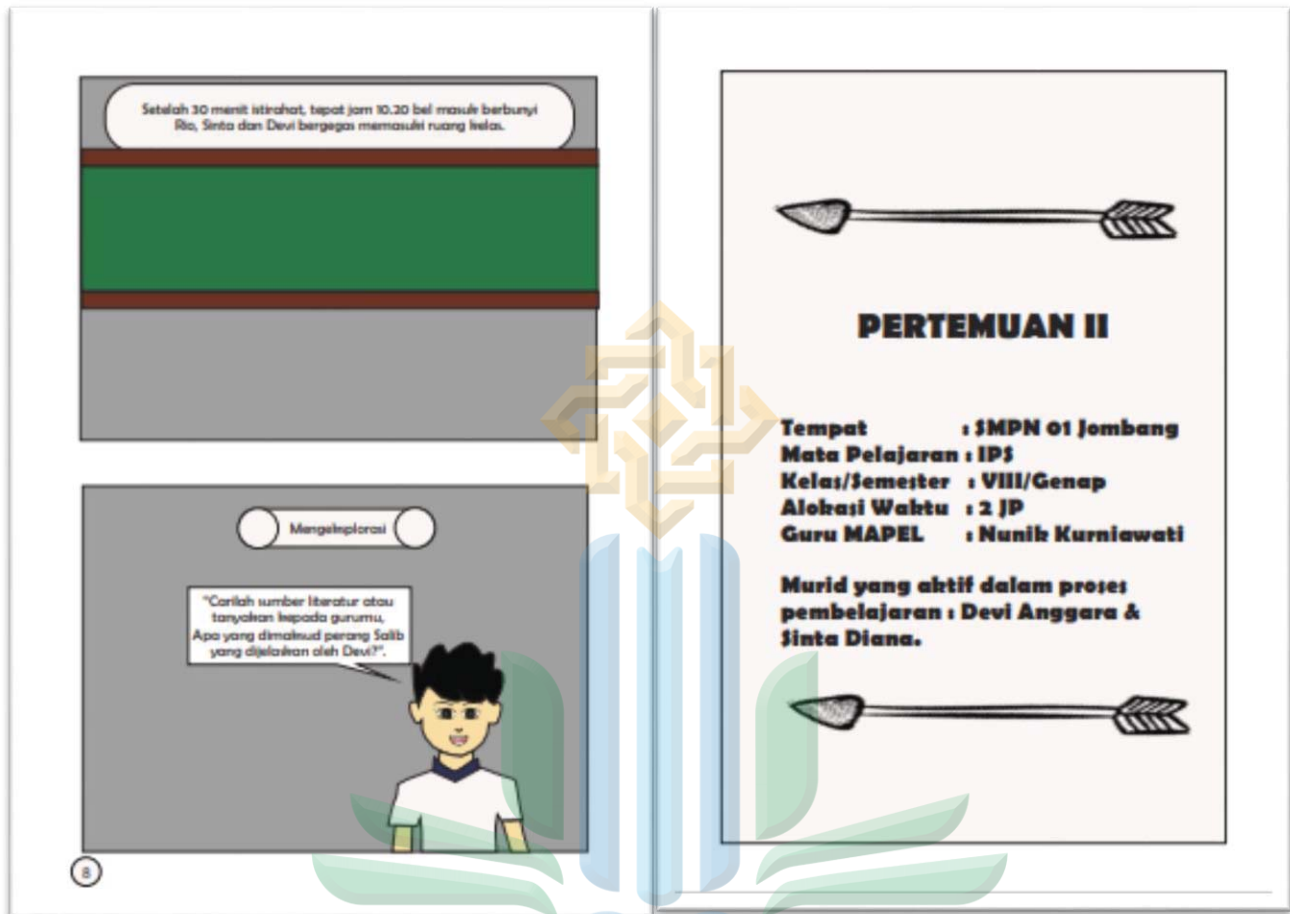 Setelah 30 menit istirahat, tepat jam 10.20 bel masuk berbunyi
Rio, Sinta dan Devi bergegas memasuki ruang kelas.
Mengeksplorasi
"Carilah sumber literatur atau
tanyakan kepada gurumu,
Apa yang dimaksud perang Salib
yang dijelaskan oleh Devi?".
8
PERTEMUAN II
Tempat : SMPN 01 Jombang
Mata Pelajaran : IPS
Kelas/Semester : VIII/Genap
Alokasi Waktu : 2 JP
Guru MAPEL : Nunik Kurniawati
Murid yang aktif dalam proses
pembelajaran : Devi Anggara &
Sinta Diana.